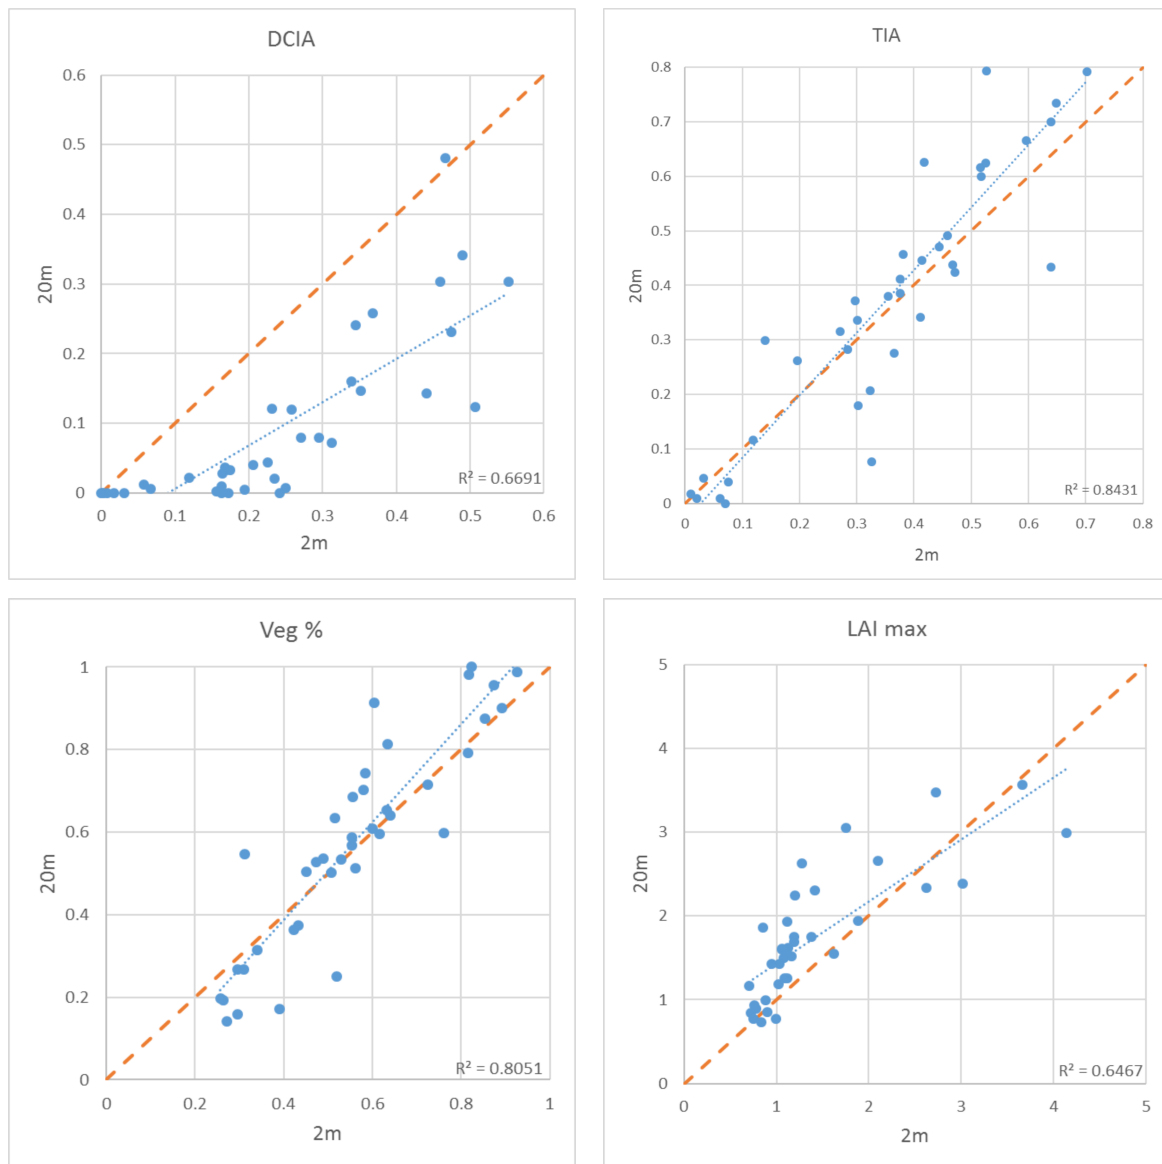 DCIA
0.6
0.5
0.4
0.3
0.2
0.1
0
20m
R² = 0.6691
0 0.1 0.2 0.3 0.4 0.5 0.6
2m
TIA
0.8
0.7
0.6
0.5
0.4
0.3
0.2
0.1
0
20m
R² = 0.8431
0 0.1 0.2 0.3 0.4 0.5 0.6 0.7 0.8
2m
Veg %
1
0.8
0.6
0.4
0.2
0
20m
R² = 0.8051
0 0.2 0.4 0.6 0.8 1
2m
LAI max
5
4
3
2
1
0
20m
R² = 0.6467
0 1 2 3 4 5
2m